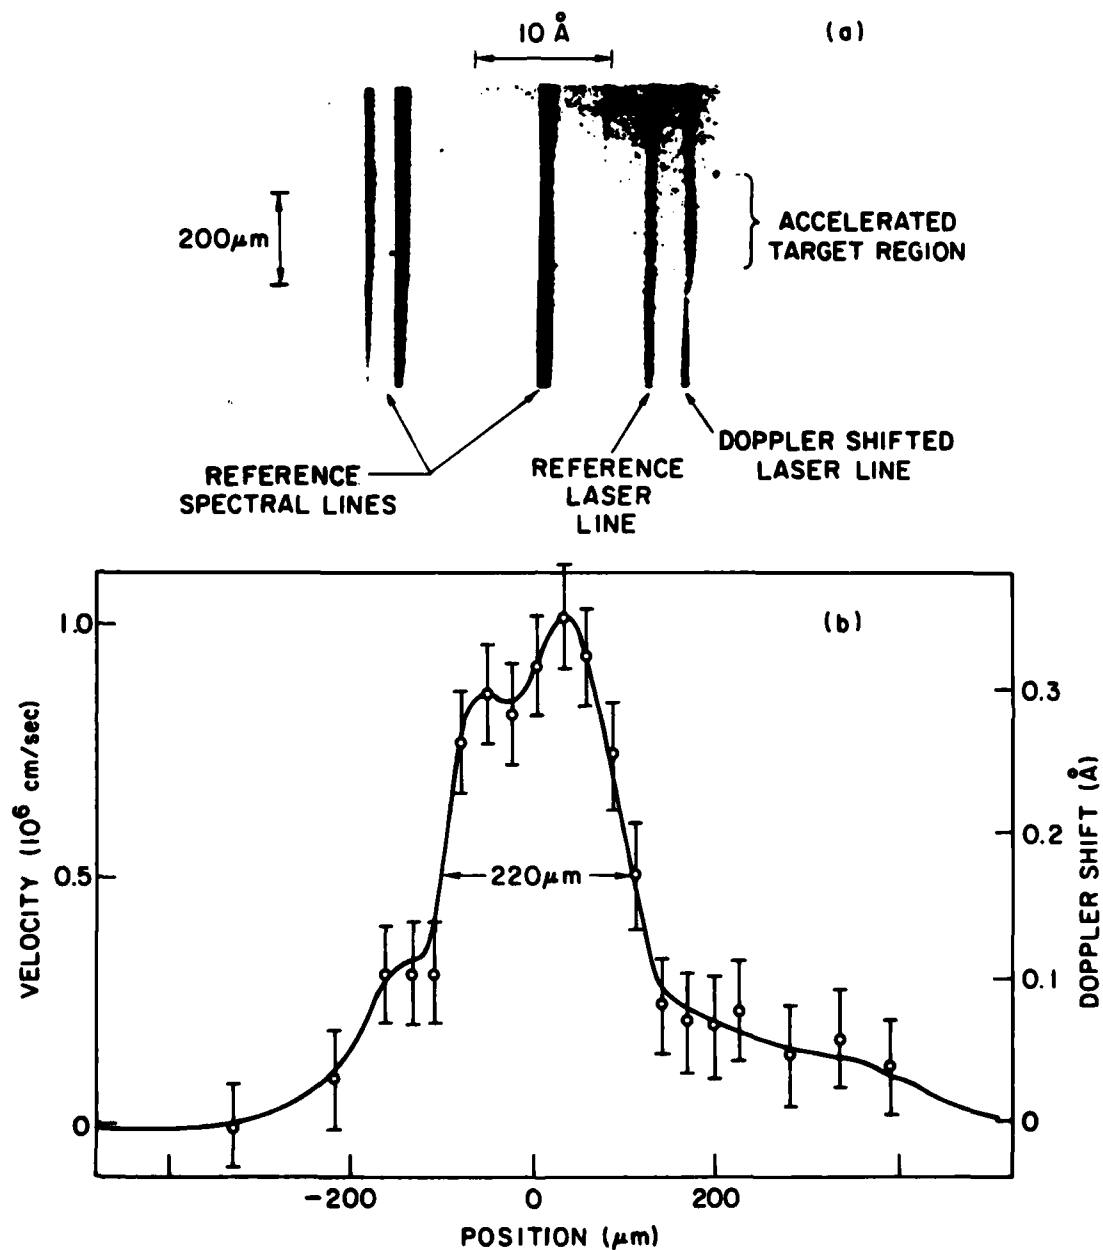 10 Å
(a)
200μm
ACCELERATED
TARGET REGION
DOPPLER SHIFTED
LASER LINE
REFERENCE
SPECTRAL LINES
REFERENCE
LASER
LINE
(b)
1.0
0.5
0
VELOCITY (10⁶ cm/sec)
220μm
0.3
0.2
0.1
0
DOPPLER SHIFT (Å)
-200
0
200
POSITION (μm)